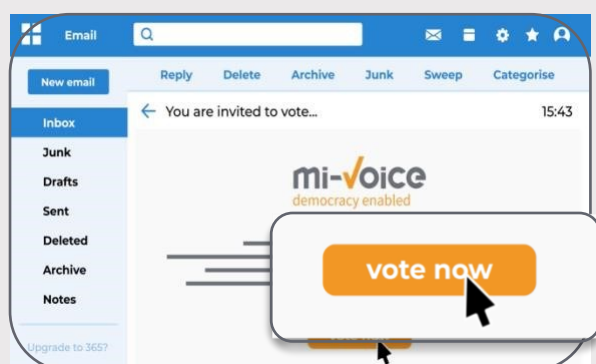 Email
New email
Reply Delete Archive Junk Sweep Categorise
You are invited to vote... 15:43
Inbox
Junk
Drafts
Sent
Deleted
Archive
Notes
Upgrade to 365?
mi-voice
democracy enabled
vote now